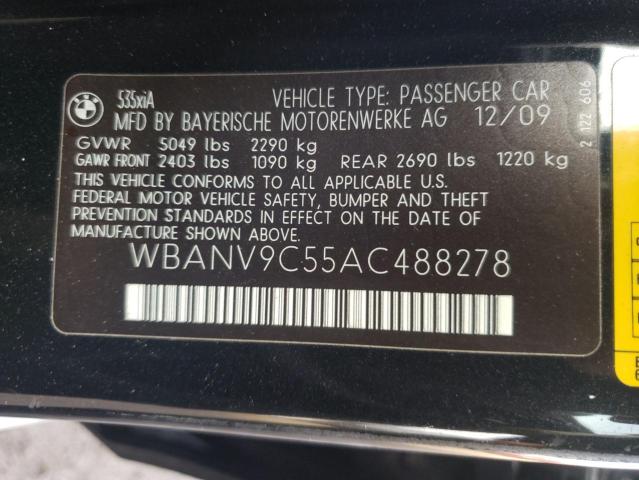 535xiA VEHICLE TYPE: PASSENGER CAR
MFD BY BAYERISCHE MOTORENWERKE AG 12/09
GVWR 5049 lbs 2290 kg
GAWR FRONT 2403 lbs 1090 kg REAR 2690 lbs 1220 kg
THIS VEHICLE CONFORMS TO ALL APPLICABLE U.S.
FEDERAL MOTOR VEHICLE SAFETY, BUMPER AND THEFT
PREVENTION STANDARDS IN EFFECT ON THE DATE OF
MANUFACTURE SHOWN ABOVE.
WBANV9C55AC488278
2 122 606